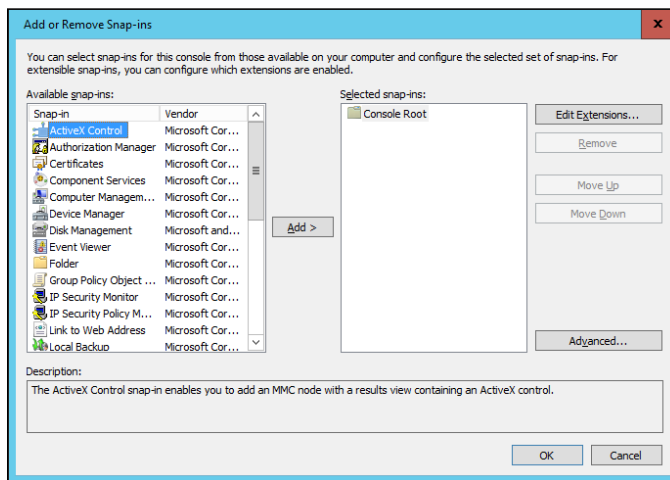 Add or Remove Snap-ins
x
You can select snap-ins for this console from those available on your computer and configure the selected set of snap-ins. For
extensible snap-ins, you can configure which extensions are enabled.
Available snap-ins:
Snap-in Vendor
ActiveX Control Microsoft Cor...
Authorization Manager Microsoft Cor...
Certificates Microsoft Cor...
Component Services Microsoft Cor...
Computer Managem... Microsoft Cor...
Device Manager Microsoft Cor...
Disk Management Microsoft and...
Event Viewer Microsoft Cor...
Folder Microsoft Cor...
Group Policy Object ... Microsoft Cor...
IP Security Monitor Microsoft Cor...
IP Security Policy M... Microsoft Cor...
Link to Web Address Microsoft Cor...
Local Backup Microsoft Cor...
Add >
Selected snap-ins:
Console Root
Edit Extensions...
Remove
Move Up
Move Down
Advanced...
Description:
The ActiveX Control snap-in enables you to add an MMC node with a results view containing an ActiveX control.
OK
Cancel